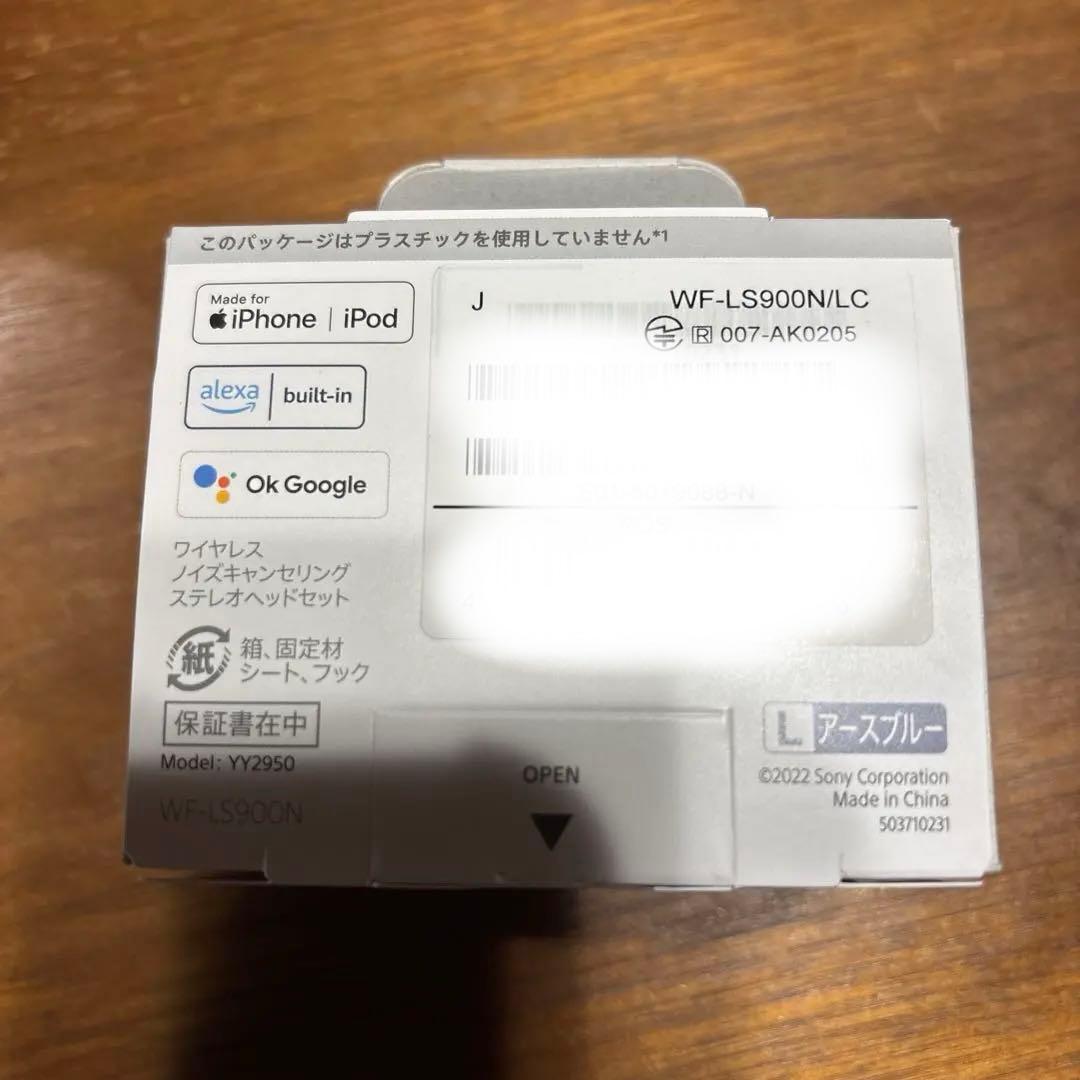 このパッケージはプラスチックを使用していません*1
Made for
iPhone | iPod
alexa built-in
Ok Google
ワイヤレス
ノイズキャンセリング
ステレオヘッドセット
紙 箱、固定材
シート、フック
保証書在中
Model: YY2950
WF-LS900N
J WF-LS900N/LC
R 007-AK0205
OPEN
L アースブルー
©2022 Sony Corporation
Made in China
503710231